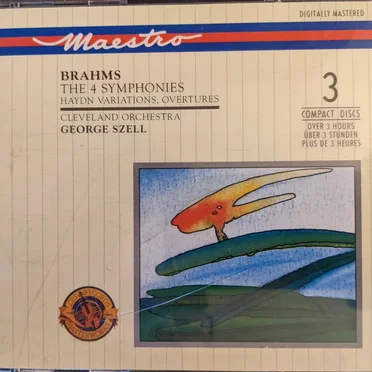 DIGITALLY MASTERED
Maestro
BRAHMS
THE 4 SYMPHONIES
HAYDN VARIATIONS, OVERTURES
CLEVELAND ORCHESTRA
GEORGE SZELL
3
COMPACT DISCS
OVER 3 HOURS
ÜBER 3 STUNDEN
PLUS DE 3 HEURES